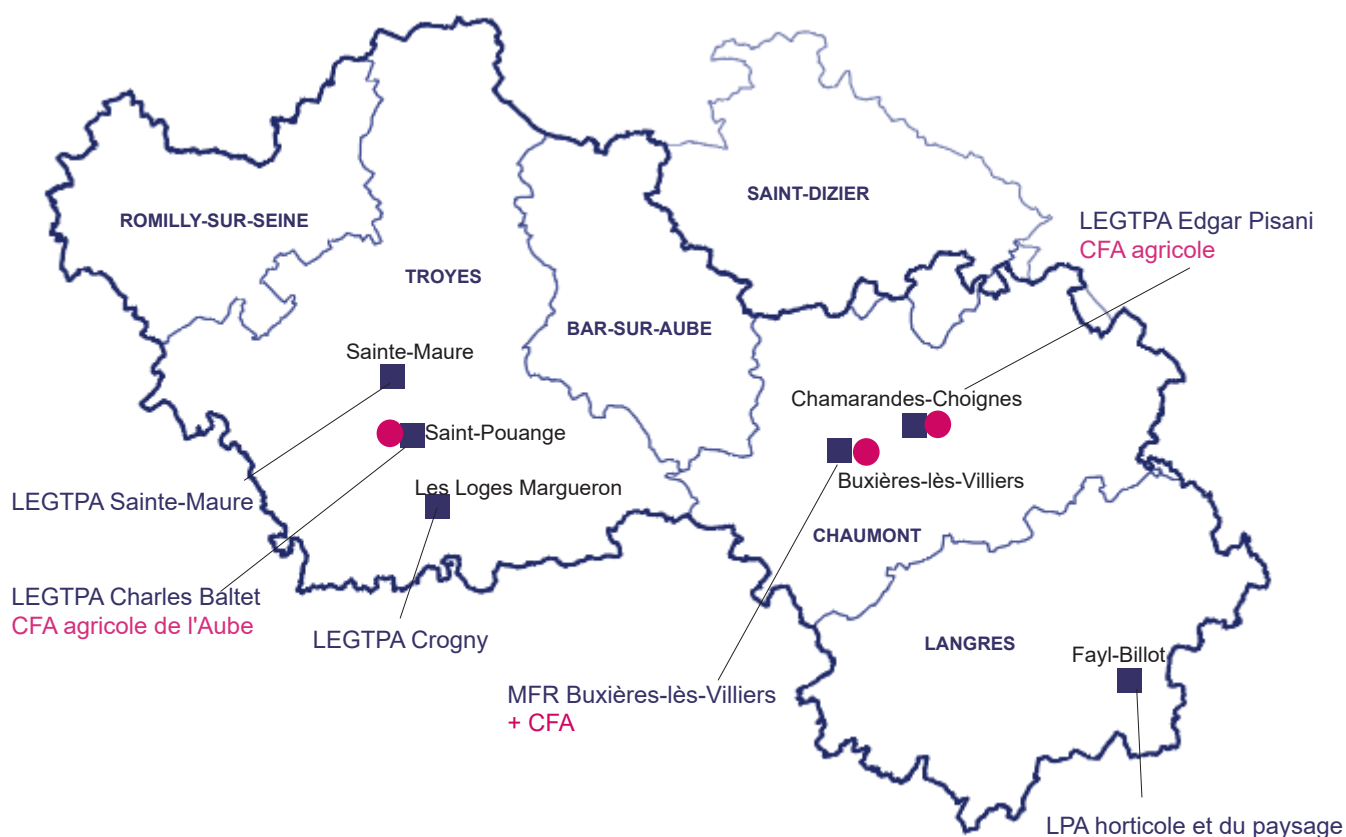 SAINT-DIZIER
ROMILLY-SUR-SEINE
LEGTPA Edgar Pisani
CFA agricole
TROYES
BAR-SUR-AUBE
Sainte-Maure
Chamarandes-Choignes
Saint-Pouange
Buxières-lès-Villiers
Les Loges Margueron
LEGTPA Sainte-Maure
CHAUMONT
LEGTPA Charles Baltet
CFA agricole de l'Aube
LEGTPA Crogny
LANGRES
Fayl-Billot
MFR Buxières-lès-Villiers
+ CFA
LPA horticole et du paysage